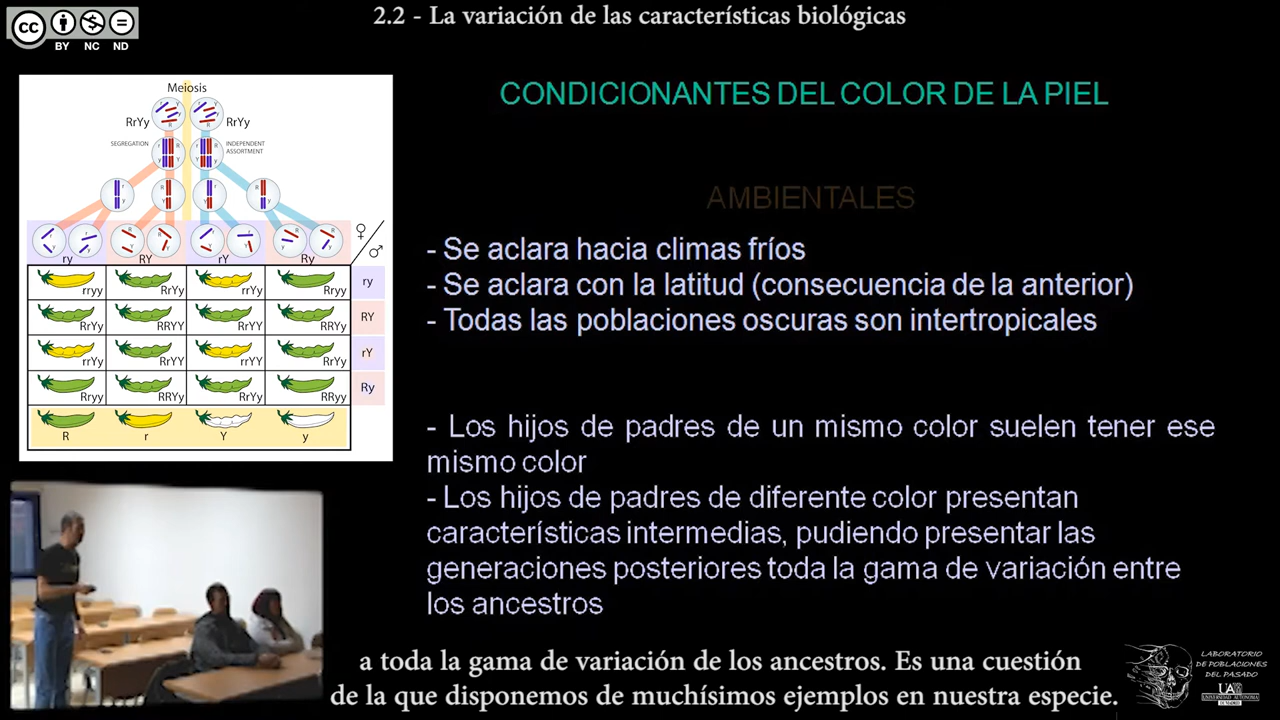 2.2 - La variación de las características biológicas
cc
BY NC ND
CONDICIONANTES DEL COLOR DE LA PIEL
AMBIENTALES
- Se aclara hacia climas fríos
- Se aclara con la latitud (consecuencia de la anterior)
- Todas las poblaciones oscuras son intertropicales
- Los hijos de padres de un mismo color suelen tener ese
mismo color
- Los hijos de padres de diferente color presentan
características intermedias, pudiendo presentar las
generaciones posteriores toda la gama de variación entre
los ancestros
Meiosis
RrYy RrYy
SEGREGATION INDEPENDENT
ASSORTMENT
ry RY rY Ry ♀/♂
rryy RrYy rrYy Rryy ry
RrYy RRYY RrYY RRYy RY
rrYy RrYY rrYY RrYy rY
Rryy RRYy RrYy RRyy Ry
R r Y y
a toda la gama de variación de los ancestros. Es una cuestión
de la que disponemos de muchísimos ejemplos en nuestra especie.
LABORATORIO
DE POBLACIONES
DEL PASADO
UAM
UNIVERSIDAD AUTONOMA
DE MADRID